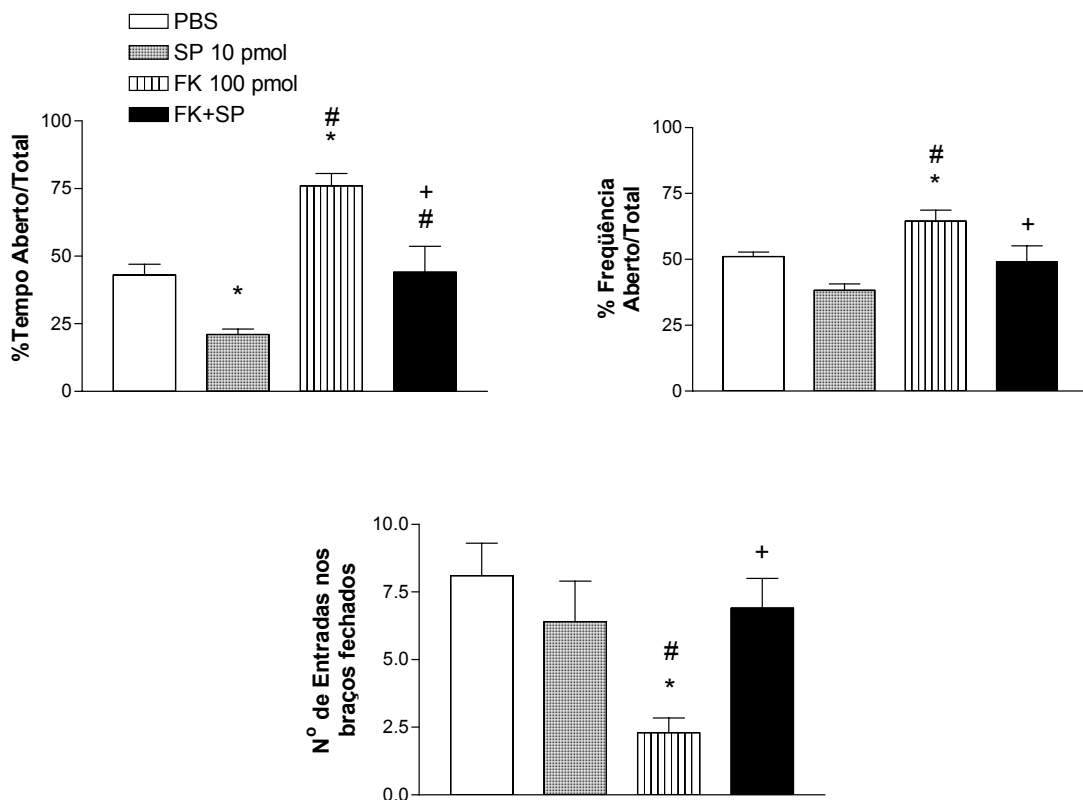 PBS
SP 10 pmol
FK 100 pmol
FK+SP
%Tempo Aberto/Total
100
75
50
25
0
*
#
*
+
#
% Freqüência
Aberto/Total
100
75
50
25
0
#
*
+
Nº de Entradas nos
braços fechados
10.0
7.5
5.0
2.5
0.0
#
*
+